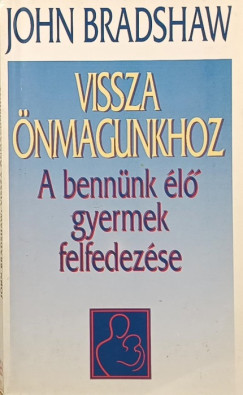 JOHN BRADSHAW
VISSZA
ÖNMAGUNKHOZ
A bennünk élő
gyermek
felfedezése